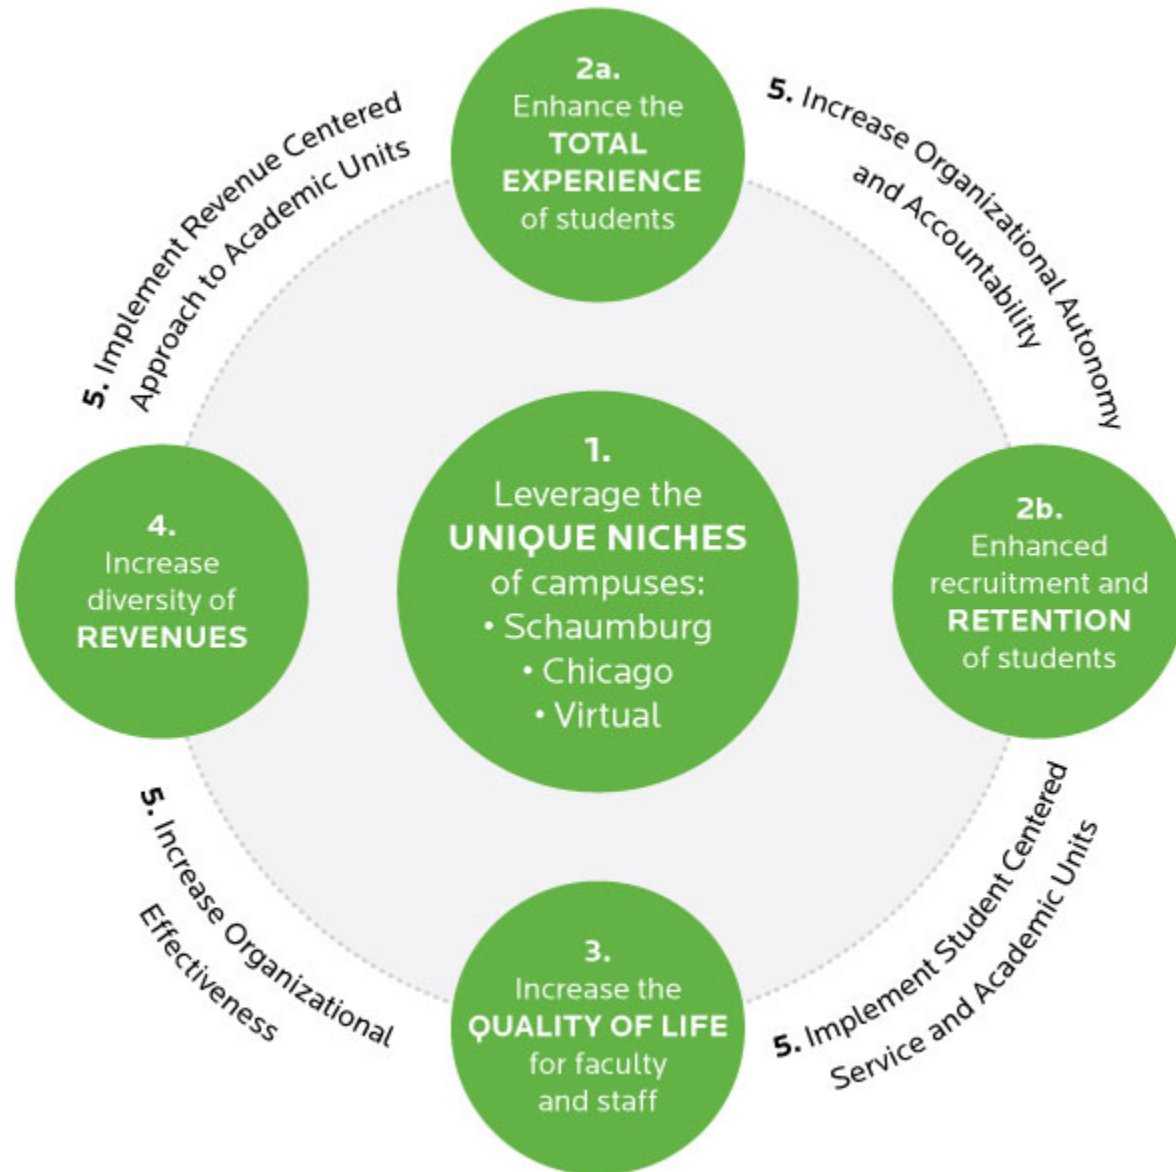 2a.
Enhance the
TOTAL
EXPERIENCE
of students
5. Increase Organizational Autonomy
and Accountability
2b.
Enhanced
recruitment and
RETENTION
of students
5. Implement Student Centered
Service and Academic Units
3.
Increase the
QUALITY OF LIFE
for faculty
and staff
5. Increase Organizational
Effectiveness
4.
Increase
diversity of
REVENUES
5. Implement Revenue Centered
Approach to Academic Units
1.
Leverage the
UNIQUE NICHES
of campuses:
• Schaumburg
• Chicago
• Virtual